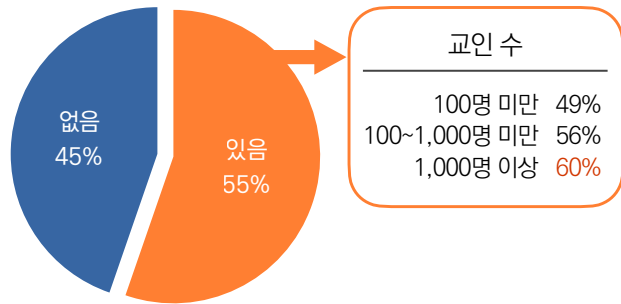 없음
45%
있음
55%
교인 수
100명 미만 49%
100~1,000명 미만 56%
1,000명 이상 60%